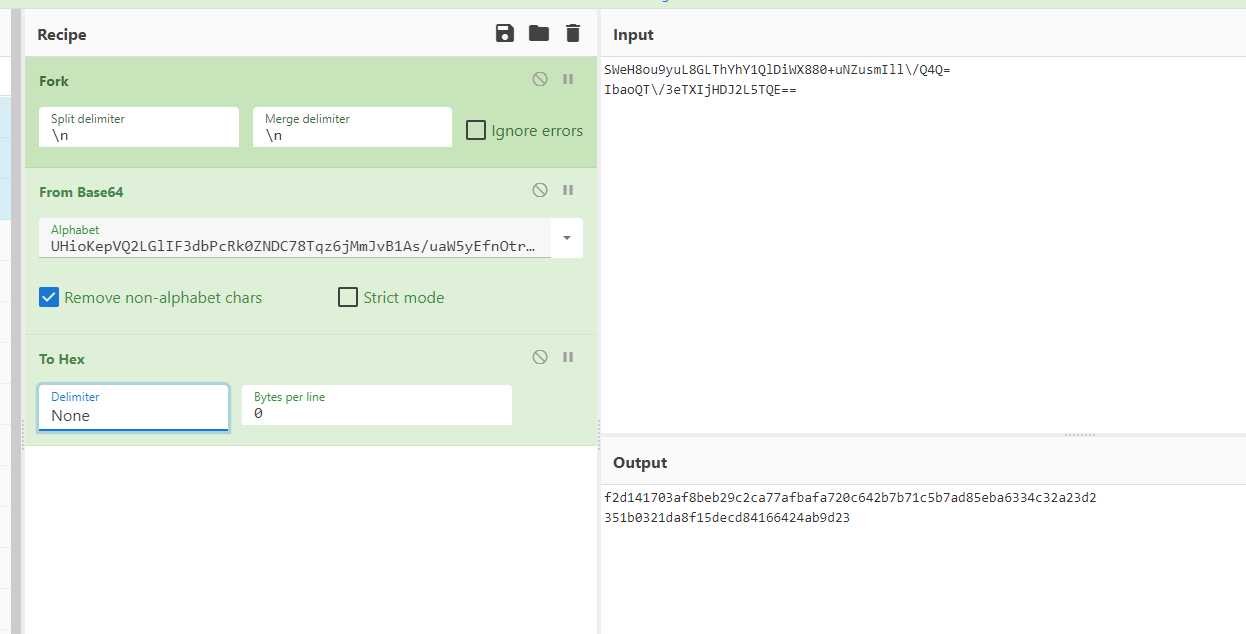 Recipe
Fork
Split delimiter
\n
Merge delimiter
\n
Ignore errors
From Base64
Alphabet
UHioKepVQ2LGlIF3dbPcRk0ZNDC78Tqz6jMmJvB1As/uaW5yEfnOtr…
Remove non-alphabet chars
Strict mode
To Hex
Delimiter
None
Bytes per line
0
Input
SWeH8ou9yuL8GLThYhY1QlDiWX880+uNZusmIll\/Q4Q=
IbaoQT\/3eTXIjHDJ2L5TQE==
Output
f2d141703af8beb29c2ca77afbafa720c642b7b71c5b7ad85eba6334c32a23d2
351b0321da8f15decd84166424ab9d23